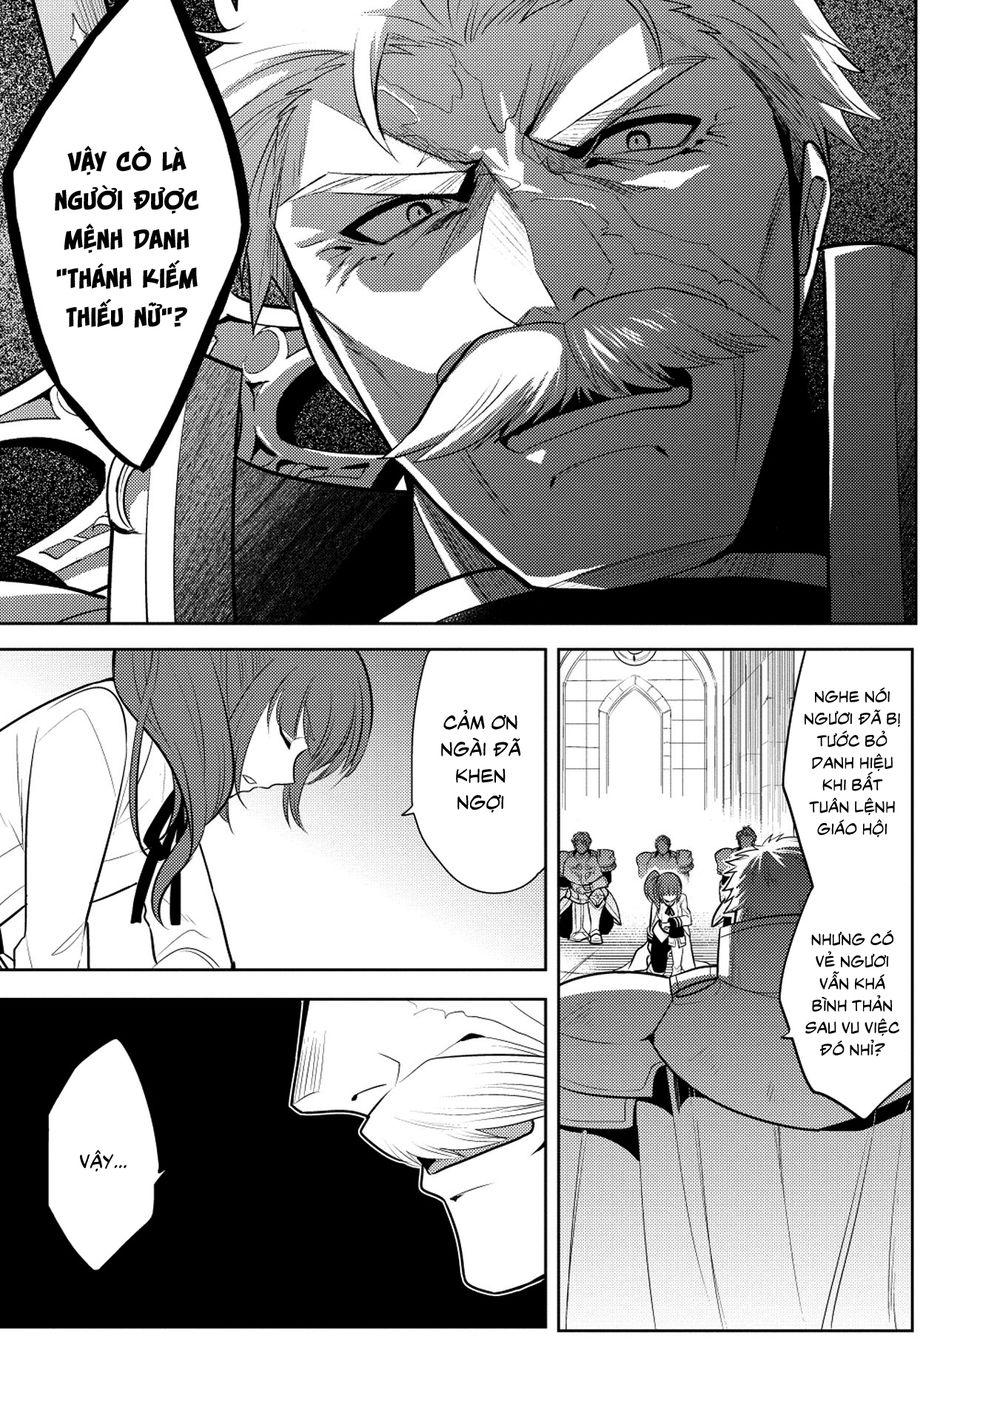 VẬY CÔ LÀ
NGƯỜI ĐƯỢC
MỆNH DANH
"THÁNH KIẾM
THIẾU NỮ"?
NGHE NÓI
NGƯƠI ĐÃ BỊ
TƯỚC BỎ
DANH HIỆU
KHI BẤT
TUÂN LỆNH
GIÁO HỘI
NHƯNG CÓ
VẺ NGƯƠI
VẪN KHÁ
BÌNH THẢN
SAU VU VIỆC
ĐÓ NHỈ?
CẢM ƠN
NGÀI ĐÃ
KHEN
NGỢI
VẬY...